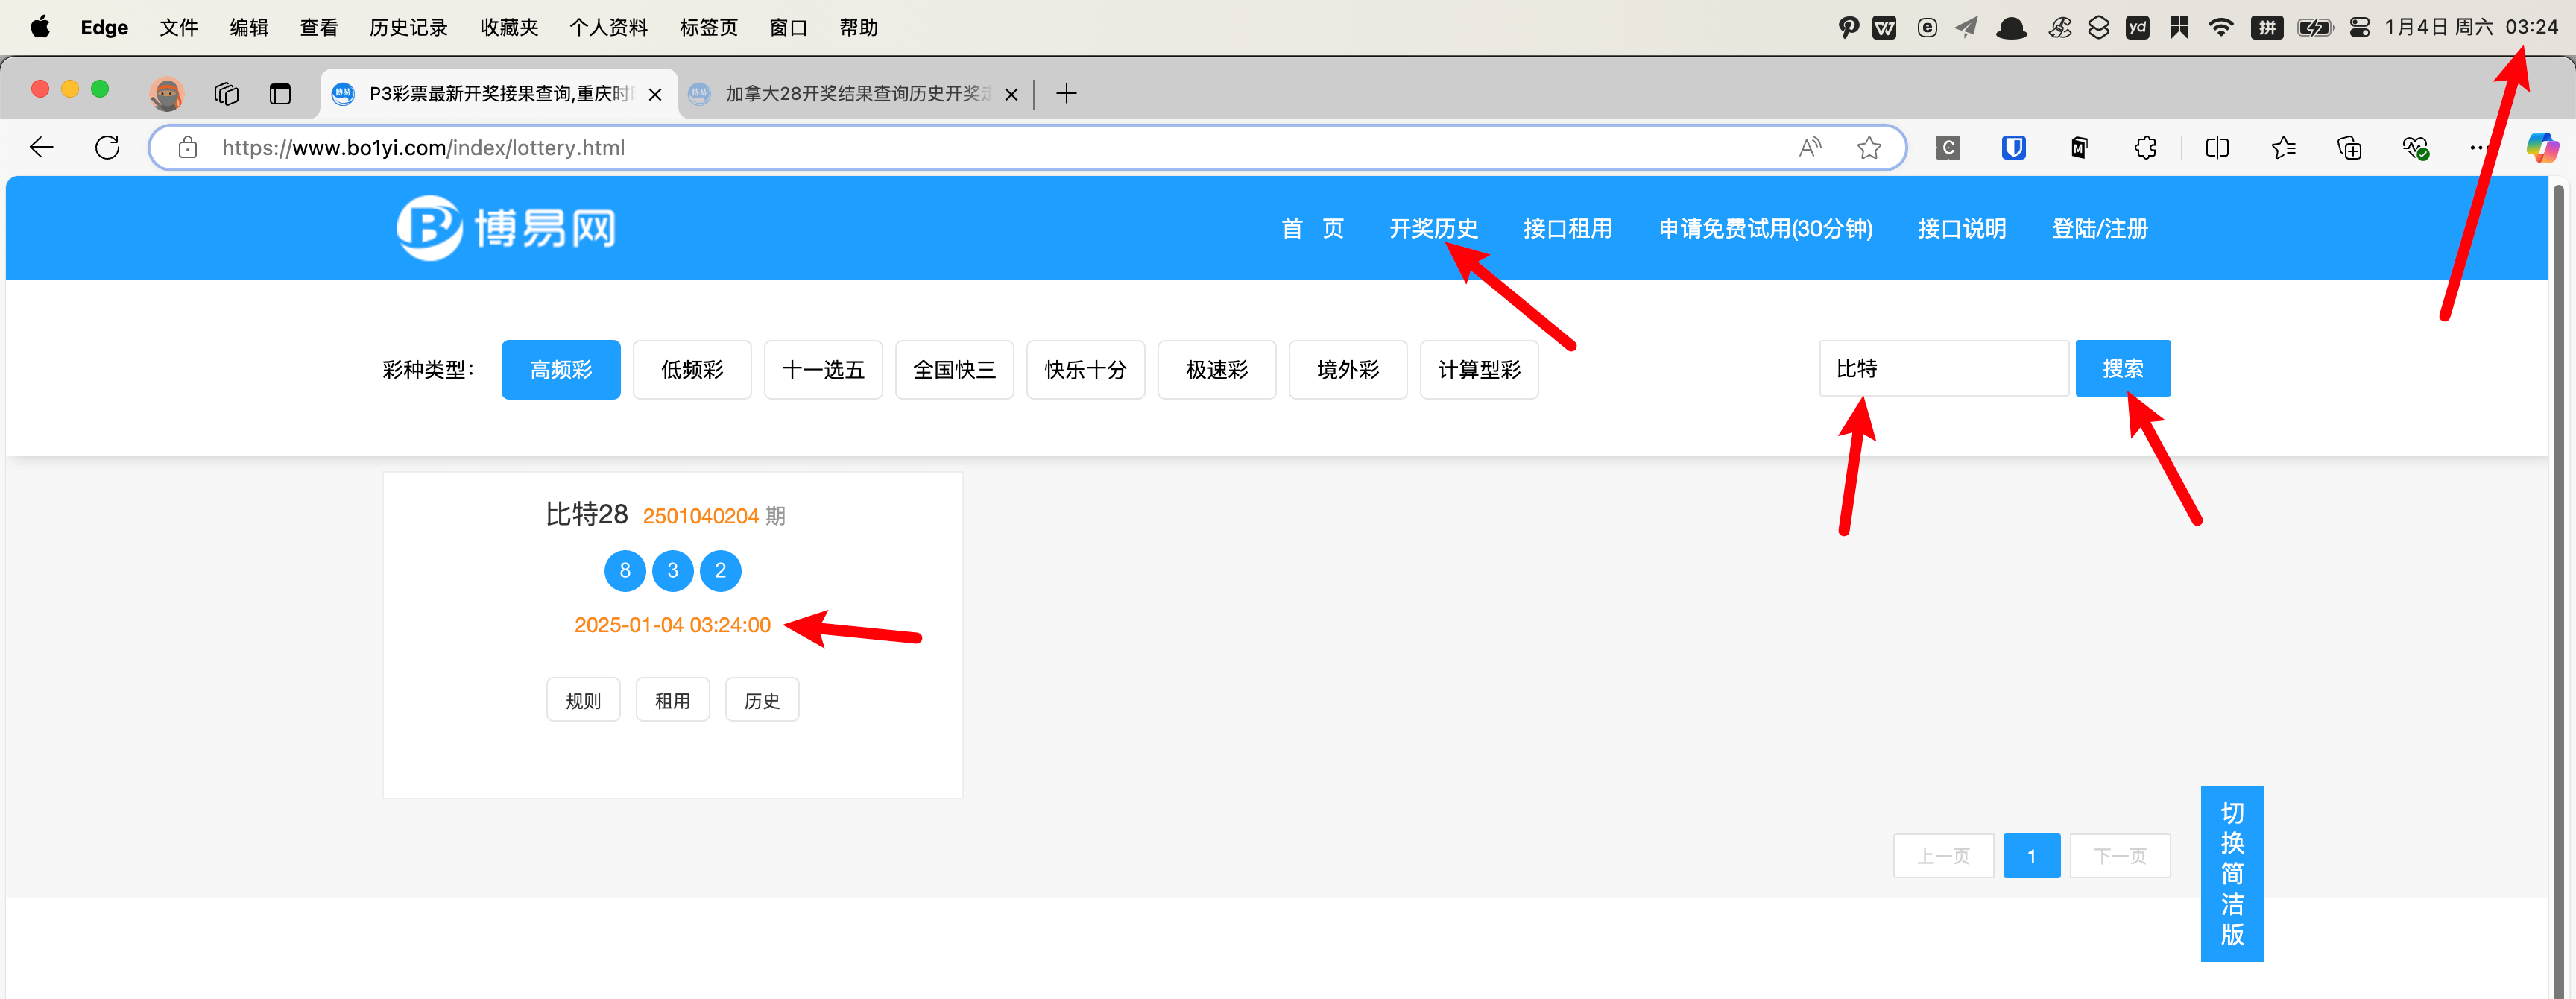 Edge 文件 编辑 查看 历史记录 收藏夹 个人资料 标签页 窗口 帮助 yd 拼 1月4日 周六 03:24
博易 P3彩票最新开奖接果查询,重庆时 博易 加拿大28开奖结果查询历史开奖
https://www.bo1yi.com/index/lottery.html
B 博易网 首 页 开奖历史 接口租用 申请免费试用(30分钟) 接口说明 登陆/注册
彩种类型: 高频彩 低频彩 十一选五 全国快三 快乐十分 极速彩 境外彩 计算型彩 比特 搜索
比特28 2501040204 期
8 3 2
2025-01-04 03:24:00
规则 租用 历史
上一页 1 下一页
切换简洁版